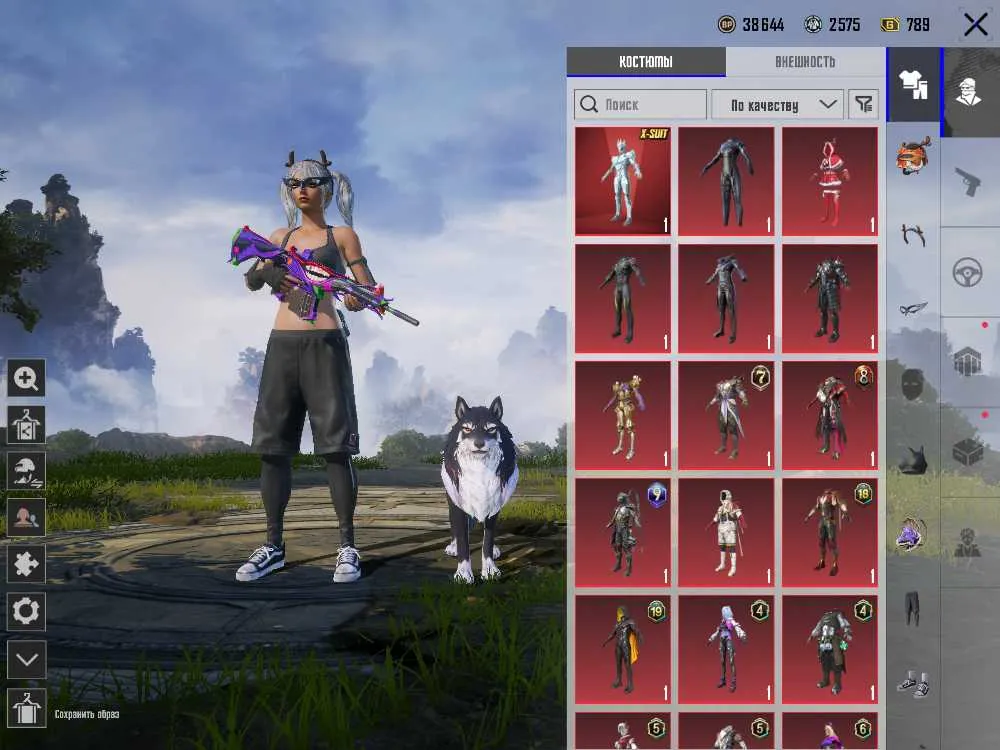 BP 38644 2575 G 789
КОСТЮМЫ ВНЕШНОСТЬ
Поиск По качеству
X-SUIT
1 1 1
1 1 1
7 8
1 1 1
9 18
1 1 1
19 4 4
1 1 1
5 5 6
Сохранить образ